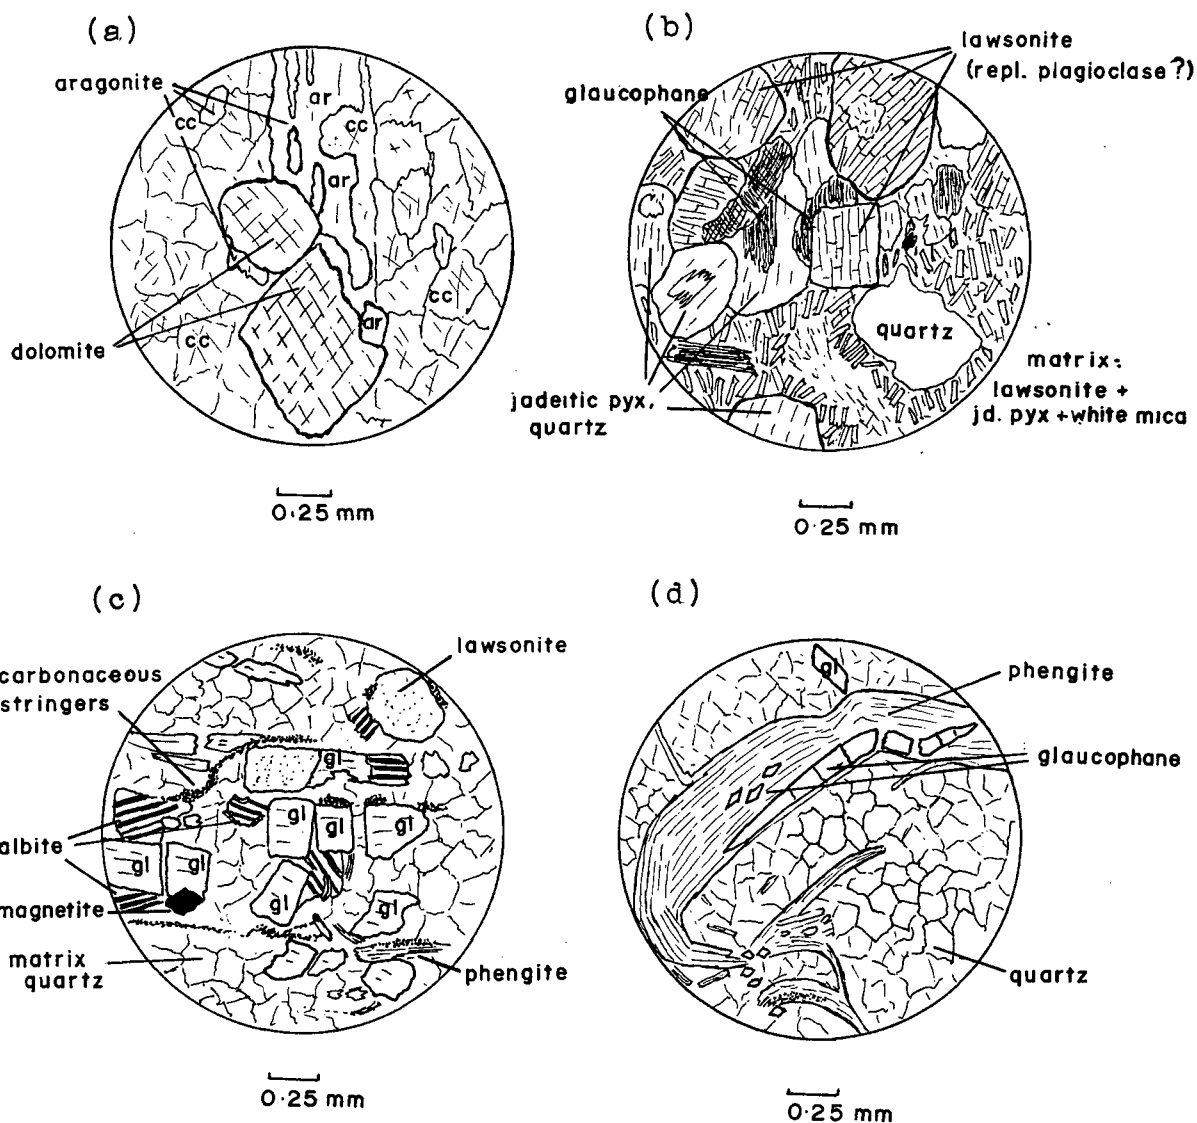 (a)
aragonite
ar
cc
cc
ar
cc
ar
cc
dolomite
0·25 mm
(b)
lawsonite
(repl. plagioclase?)
glaucophane
quartz
matrix:
lawsonite +
jd. pyx + white mica
jadeitic pyx,
quartz
0·25 mm
(c)
lawsonite
carbonaceous
stringers
gl
gl
gl
gl
albite
gl
gl
magnetite
gl
gl
matrix
quartz
phengite
0·25 mm
(d)
gl
phengite
glaucophane
quartz
0·25 mm